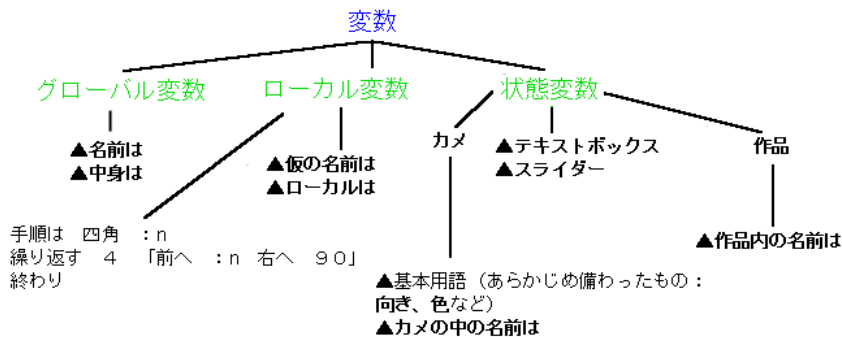 変数
グローバル変数
ローカル変数
状態変数
▲名前は
▲中身は
▲仮の名前は
▲ローカルは
カメ
▲テキストボックス
▲スライダー
作品
手順は　四角　：ｎ
繰り返す　４　「前へ　：ｎ　右へ　９０」
終わり
▲作品内の名前は
▲基本用語（あらかじめ備わったもの：
向き、色など）
▲カメの中の名前は